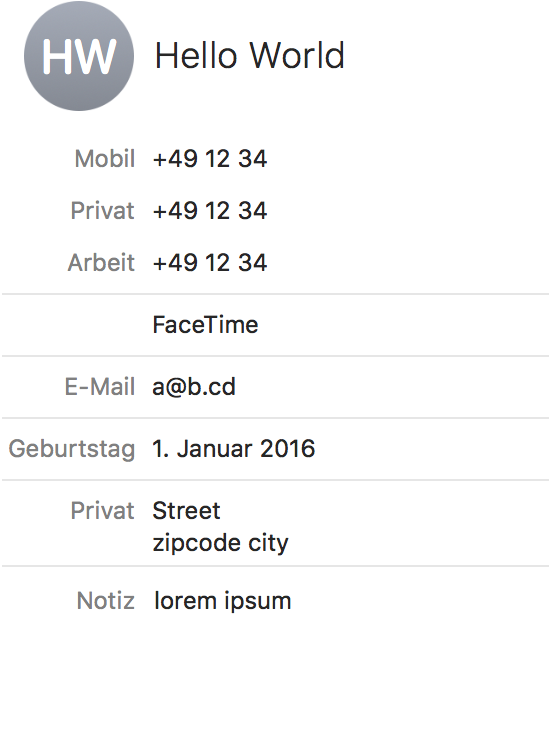 HW Hello World
Mobil +49 12 34
Privat +49 12 34
Arbeit +49 12 34
FaceTime
E-Mail a@b.cd
Geburtstag 1. Januar 2016
Privat Street
zipcode city
Notiz lorem ipsum